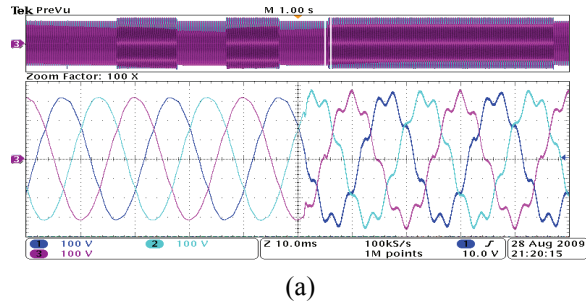 Tek PreVu M 1.00 s
3
Zoom Factor: 100 X
3
1 100 V 2 100 V Z 10.0ms 100kS/s 1 28 Aug 2009
3 100 V 1M points 10.0 V 21:20:15
(a)